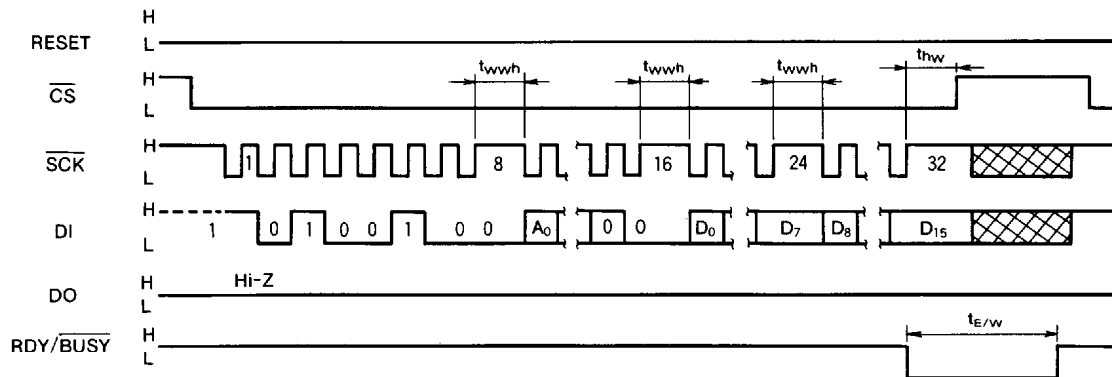 H
RESET L
tWWh tWWh tWWh thW
H
CS
L
H
SCK 1 8 16 24 32
L
H
DI 1 0 1 0 0 1 0 0 A0 0 0 D0 D7 D8 D15
L
H Hi-Z
DO
L
tE/W
H
RDY/BUSY L